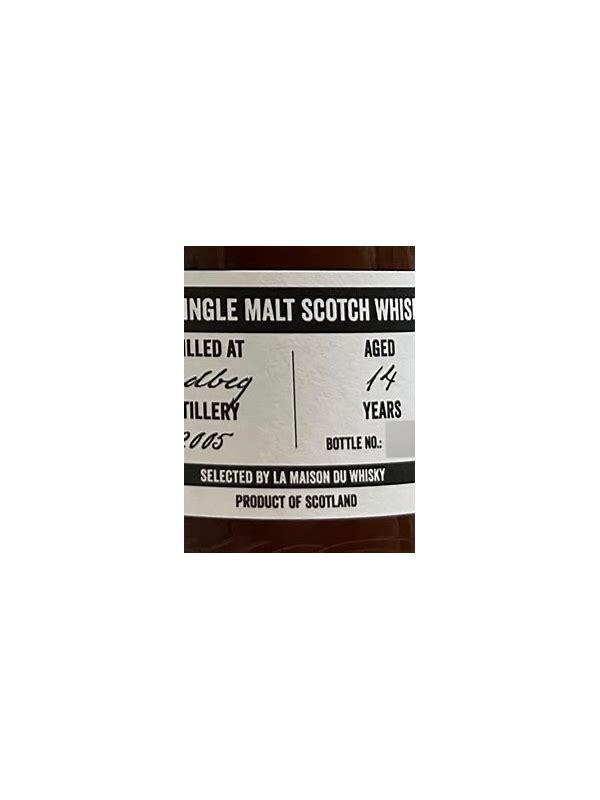 INGLE MALT SCOTCH WHIS
ILLED AT
AGED
dbeg
14
TILLERY
YEARS
2005
BOTTLE NO.:
SELECTED BY LA MAISON DU WHISKY
PRODUCT OF SCOTLAND